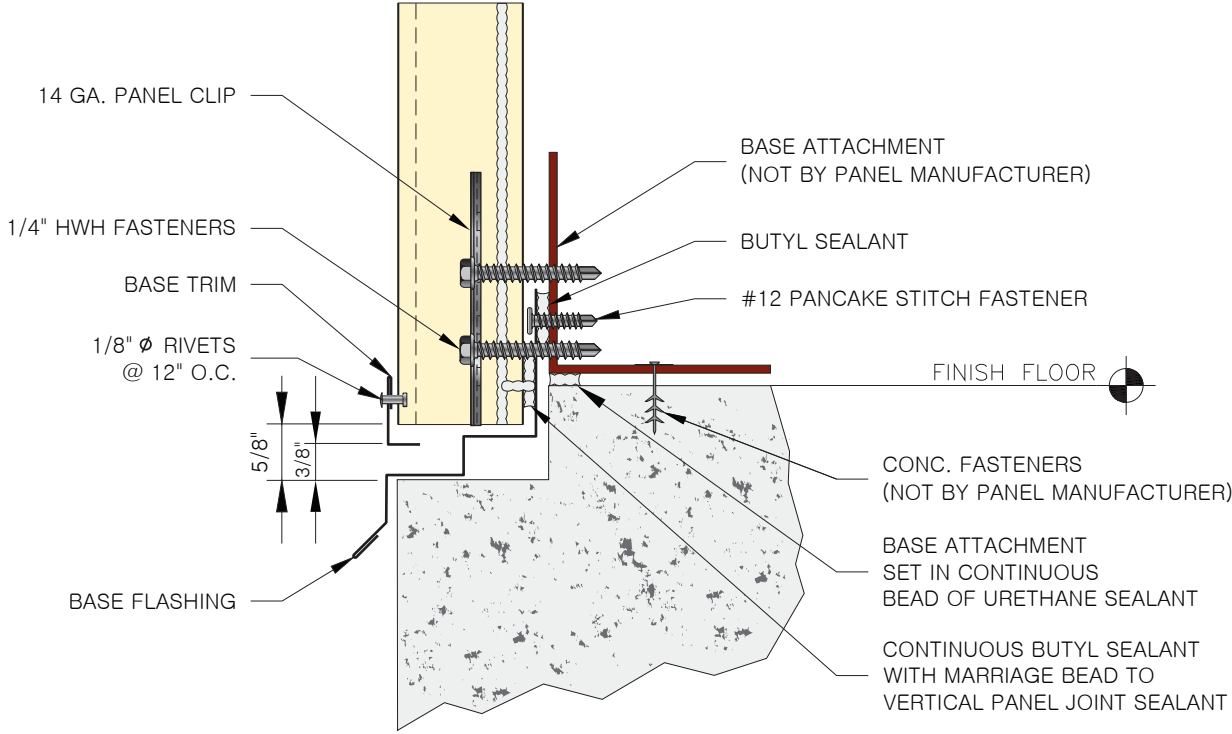 14 GA. PANEL CLIP
1/4" HWH FASTENERS
BASE TRIM
1/8" Ø RIVETS
@ 12" O.C.
5/8"
3/8"
BASE FLASHING
BASE ATTACHMENT
(NOT BY PANEL MANUFACTURER)
BUTYL SEALANT
#12 PANCAKE STITCH FASTENER
FINISH FLOOR
CONC. FASTENERS
(NOT BY PANEL MANUFACTURER)
BASE ATTACHMENT
SET IN CONTINUOUS
BEAD OF URETHANE SEALANT
CONTINUOUS BUTYL SEALANT
WITH MARRIAGE BEAD TO
VERTICAL PANEL JOINT SEALANT